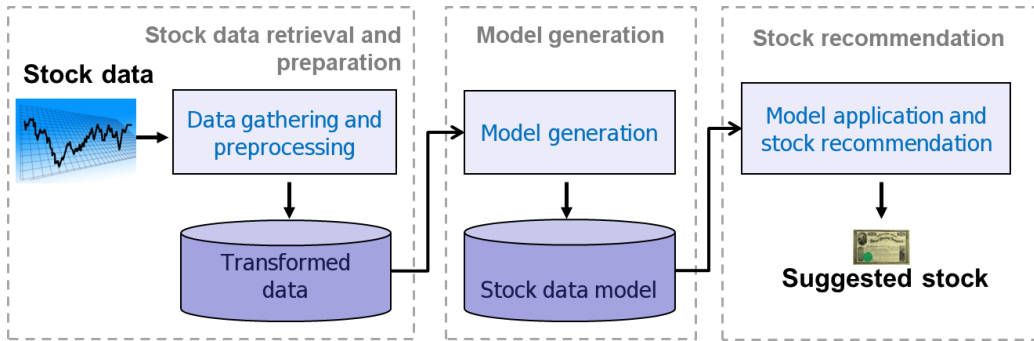 Stock data retrieval and
preparation
Stock data
Data gathering and
preprocessing
Transformed
data
Model generation
Model generation
Stock data model
Stock recommendation
Model application and
stock recommendation
Suggested stock